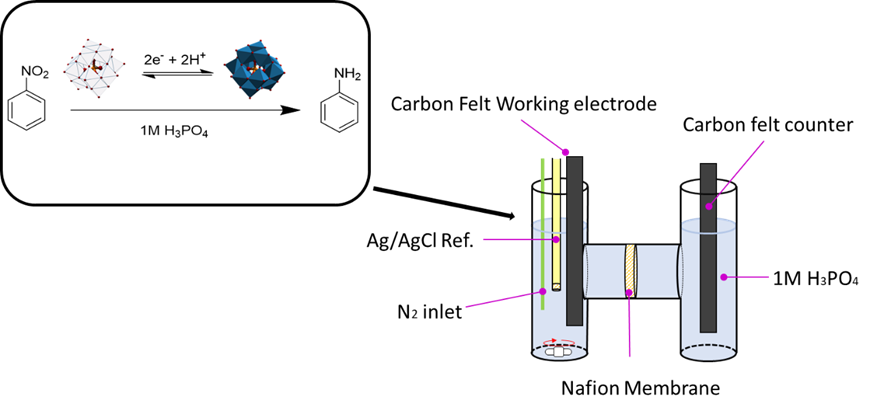 NO₂
2e⁻ + 2H⁺
NH₂
1M H₃PO₄
Carbon Felt Working electrode
Carbon felt counter
Ag/AgCl Ref.
1M H₃PO₄
N₂ inlet
Nafion Membrane